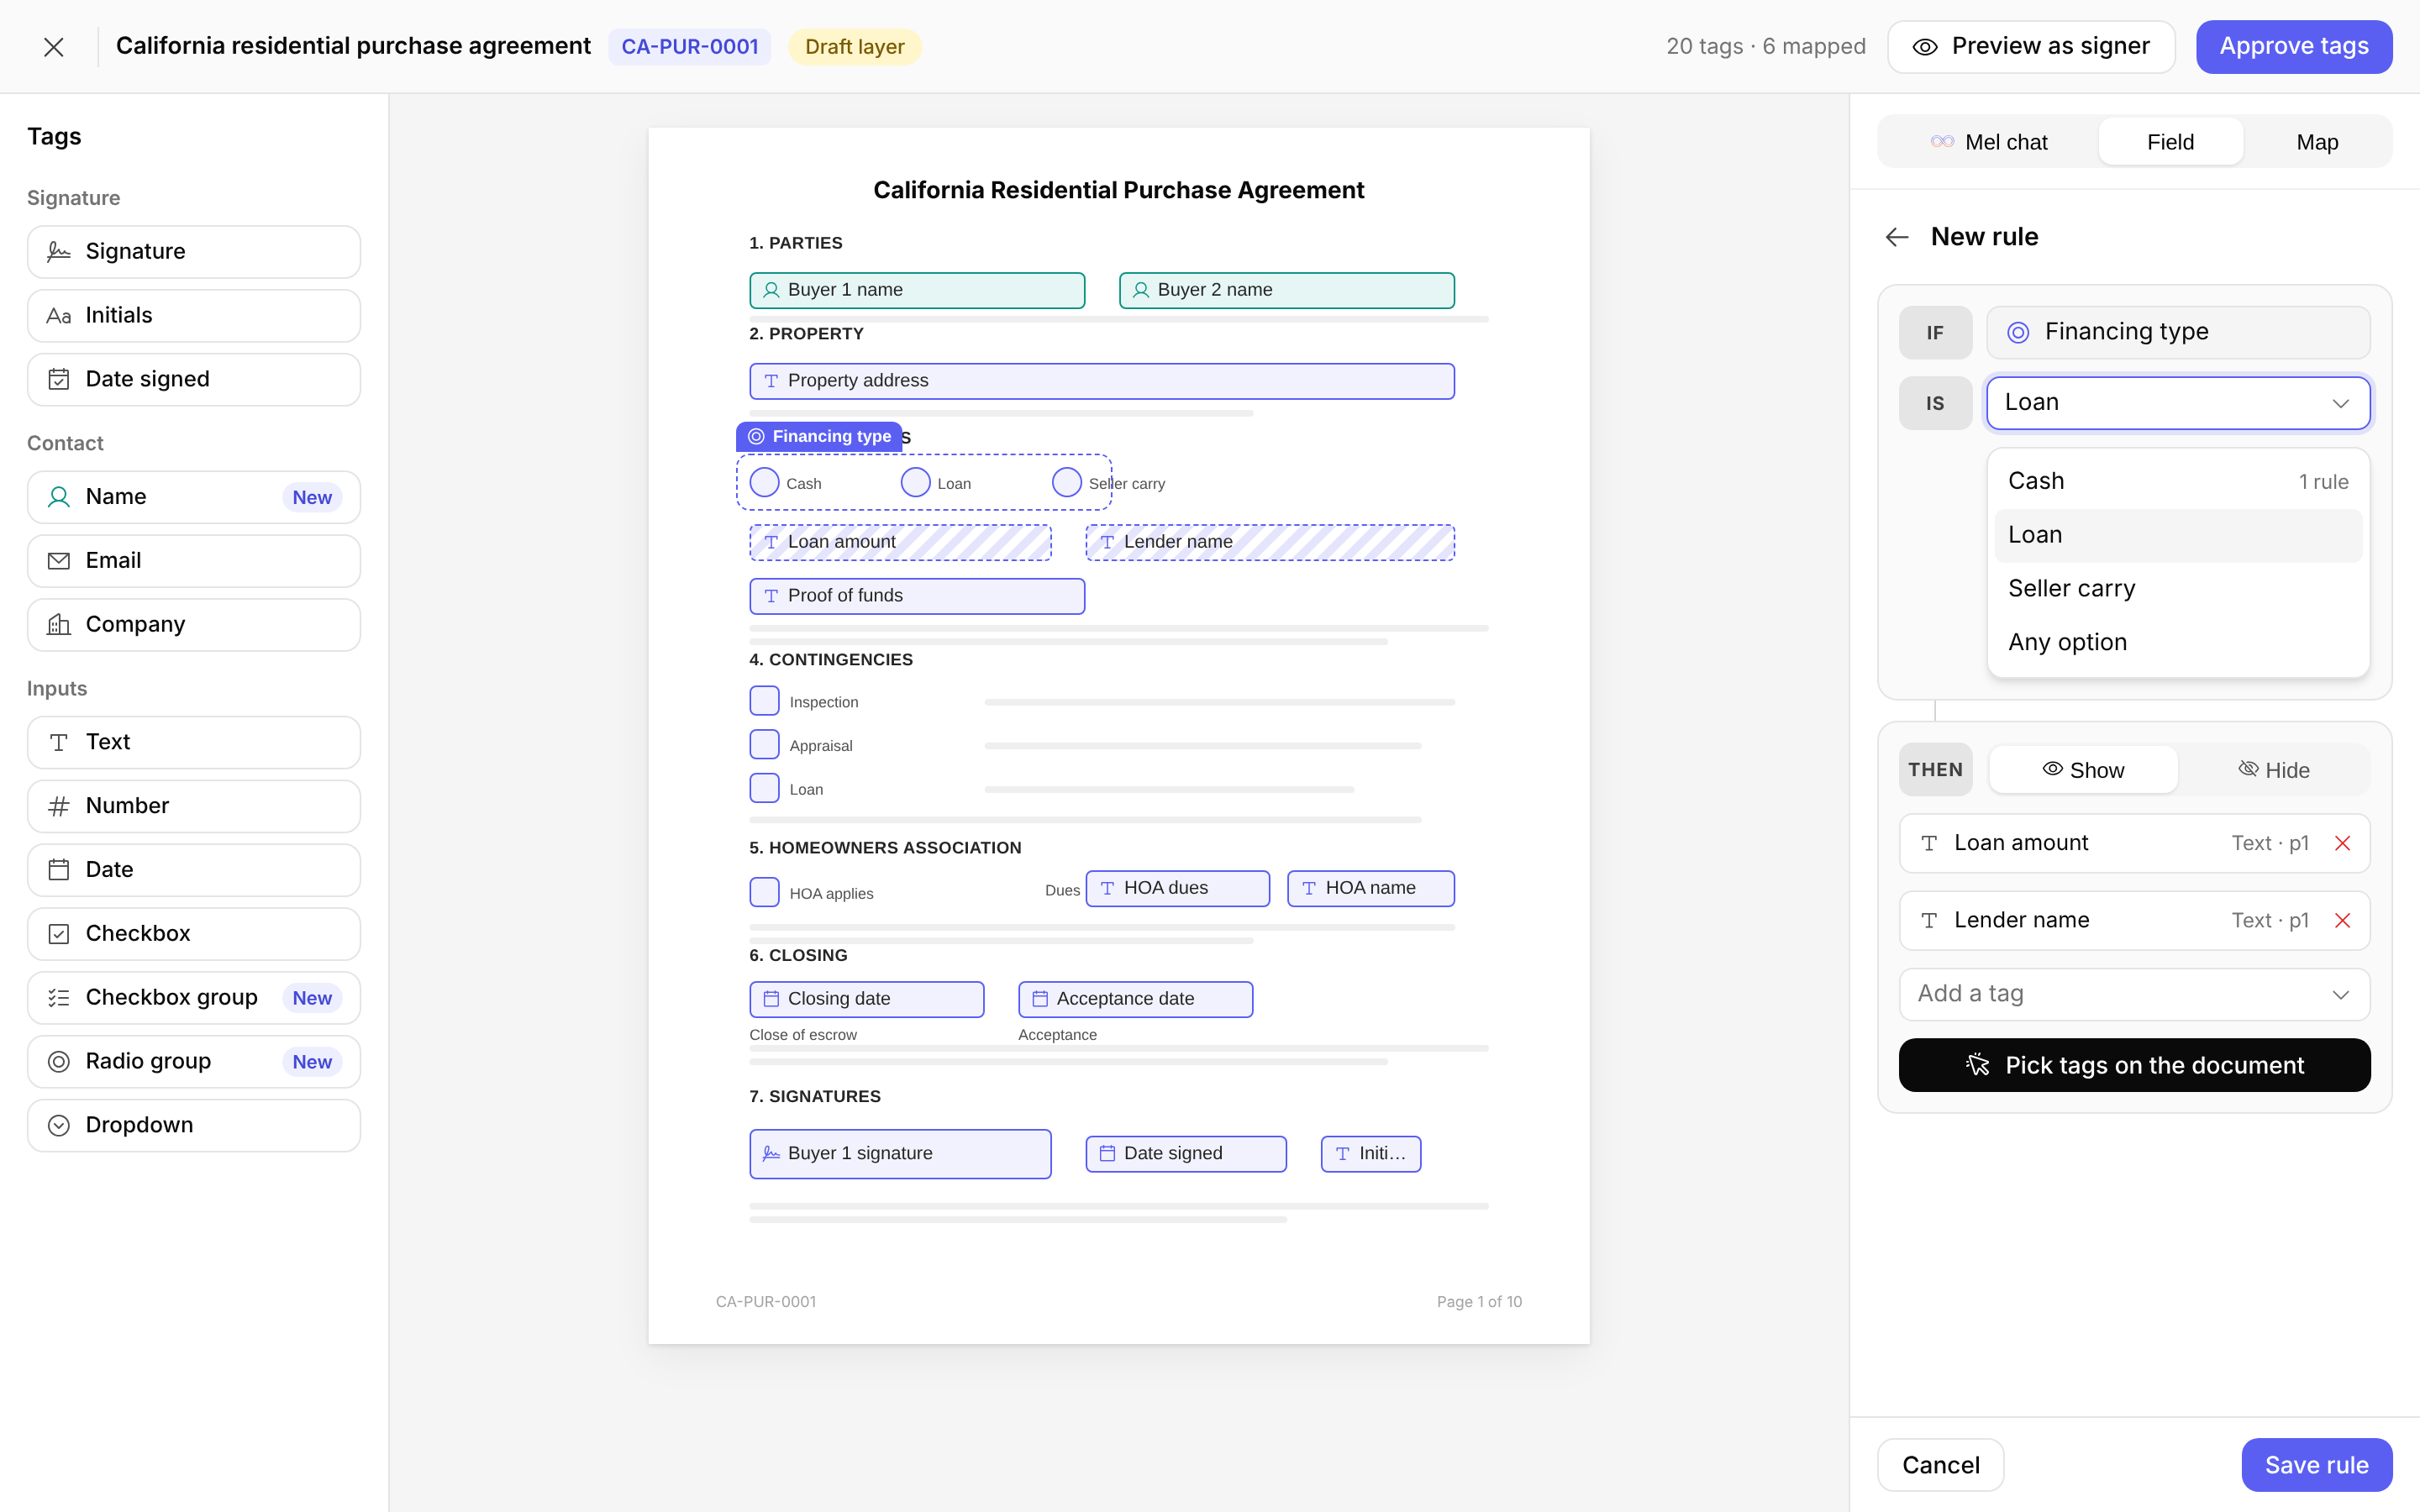 California residential purchase agreement
CA-PUR-0001
Draft layer
20 tags · 6 mapped
Preview as signer
Approve tags
Tags
Signature
Signature
Initials
Date signed
Contact
Name New
Email
Company
Inputs
Text
Number
Date
Checkbox
Checkbox group New
Radio group New
Dropdown
California Residential Purchase Agreement
1. PARTIES
Buyer 1 name
Buyer 2 name
2. PROPERTY
Property address
Financing type
S
Cash
Loan
Seller carry
Loan amount
Lender name
Proof of funds
4. CONTINGENCIES
Inspection
Appraisal
Loan
5. HOMEOWNERS ASSOCIATION
HOA applies
Dues
HOA dues
HOA name
6. CLOSING
Closing date
Acceptance date
Close of escrow
Acceptance
7. SIGNATURES
Buyer 1 signature
Date signed
Initi...
CA-PUR-0001
Page 1 of 10
Mel chat
Field
Map
New rule
IF
Financing type
IS
Loan
Cash 1 rule
Loan
Seller carry
Any option
THEN
Show
Hide
Loan amount Text · p1
Lender name Text · p1
Add a tag
Pick tags on the document
Cancel
Save rule